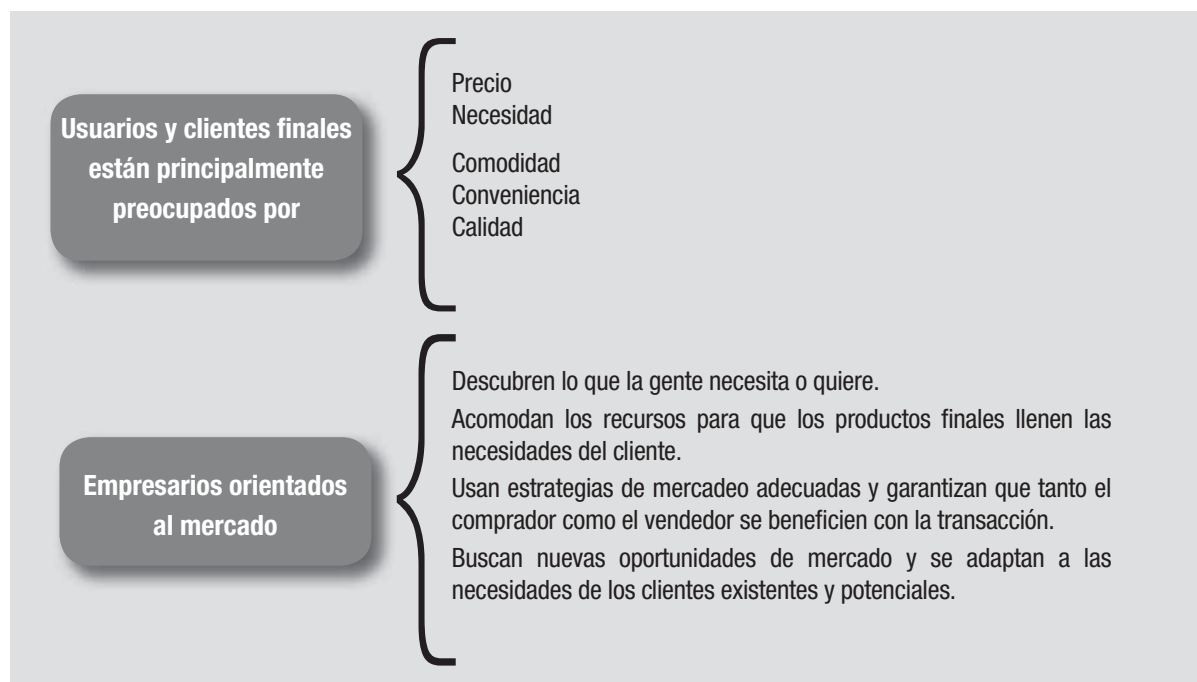 Usuarios y clientes finales
están principalmente
preocupados por
Precio
Necesidad
Comodidad
Conveniencia
Calidad
Empresarios orientados
al mercado
Descubren lo que la gente necesita o quiere.
Acomodan los recursos para que los productos finales llenen las
necesidades del cliente.
Usan estrategias de mercadeo adecuadas y garantizan que tanto el
comprador como el vendedor se beneficien con la transacción.
Buscan nuevas oportunidades de mercado y se adaptan a las
necesidades de los clientes existentes y potenciales.